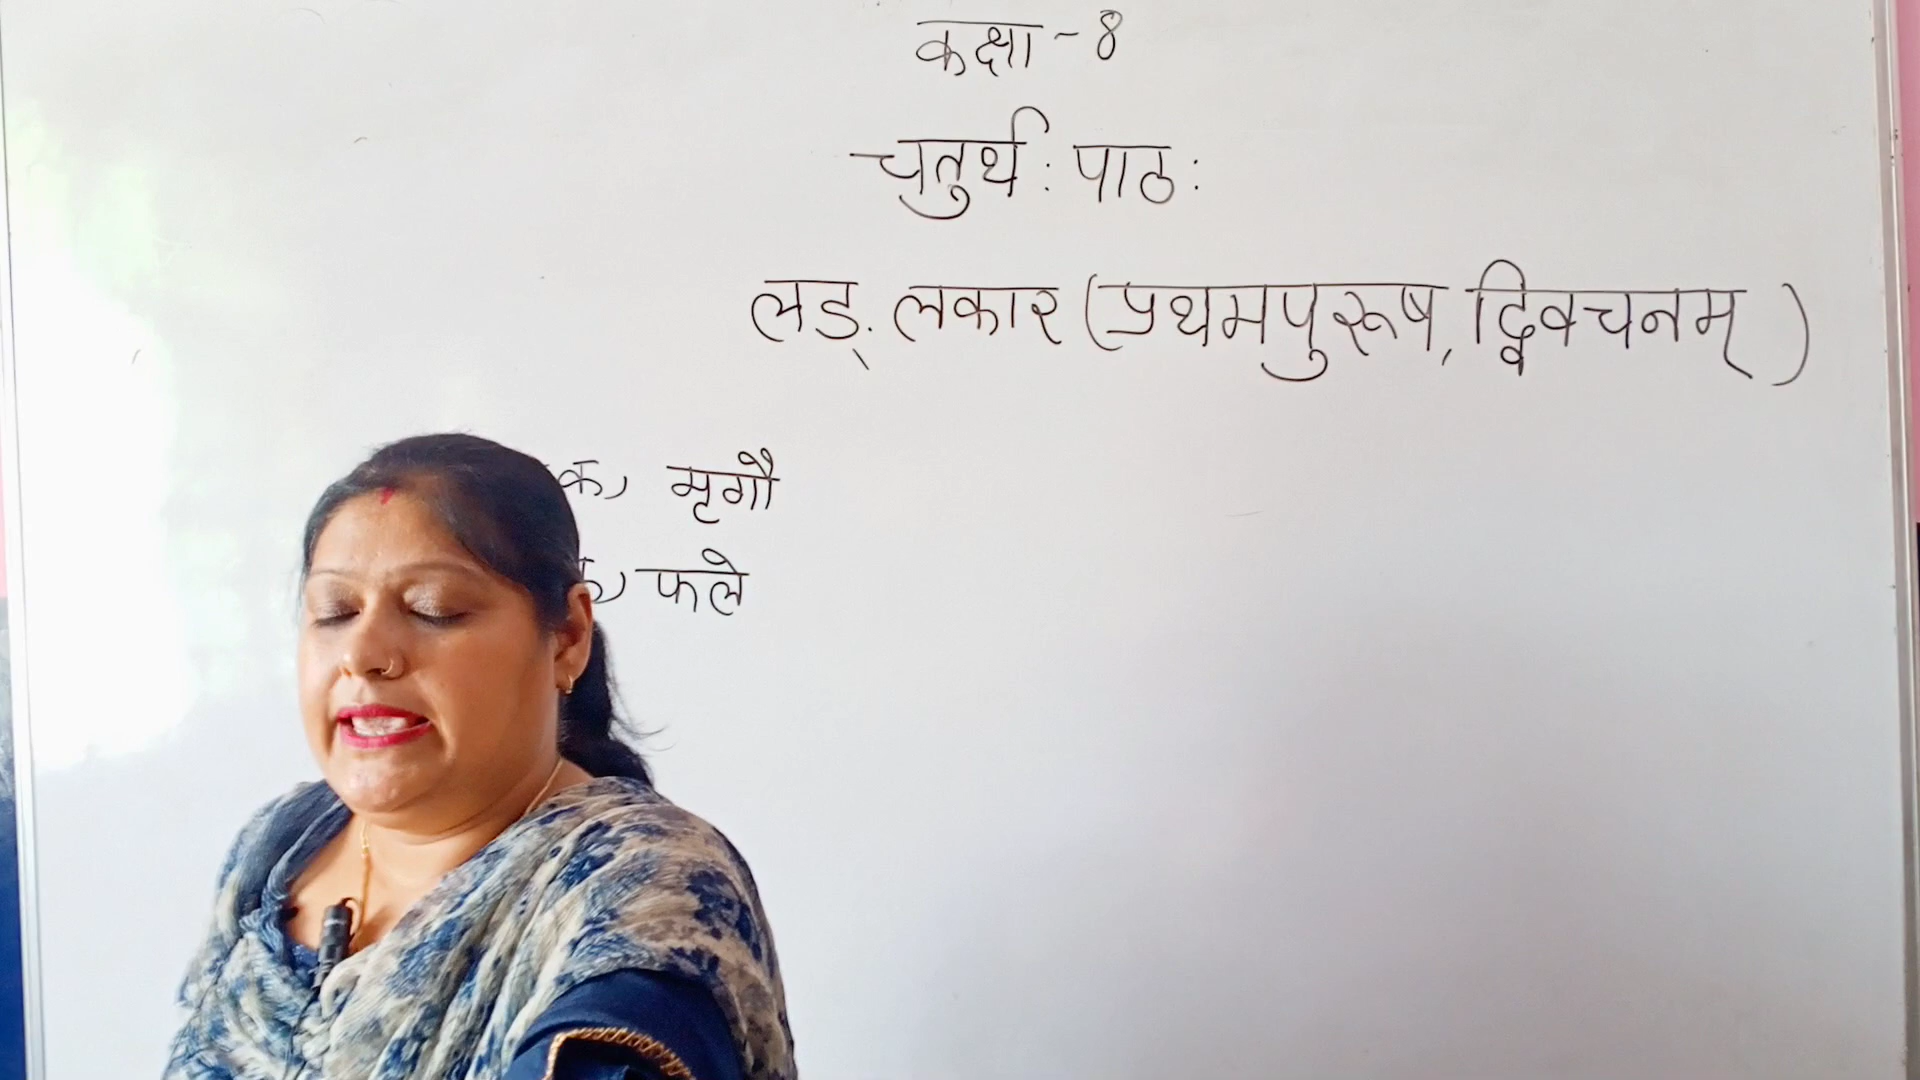 कक्षा - 8
चतुर्थ: पाठ:
लङ् लकार (प्रथमपुरूष, द्विवचनम्)
मृगौ
फले